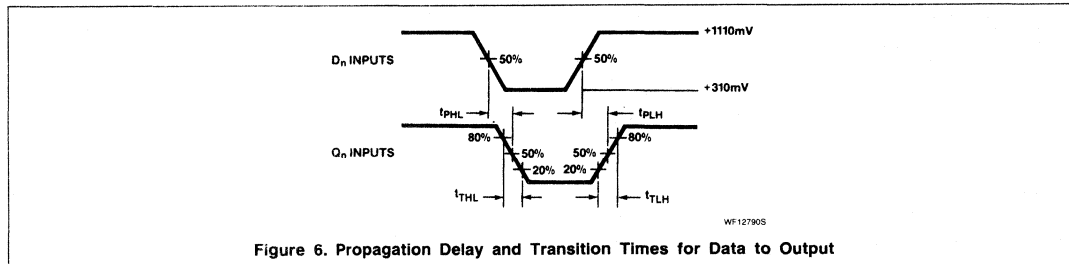 +1110mV
Dn INPUTS
50%
50%
+310mV
tPHL
tPLH
80%
80%
Qn INPUTS
50%
50%
20%
20%
tTHL
tTLH
WF12790S
Figure 6. Propagation Delay and Transition Times for Data to Output